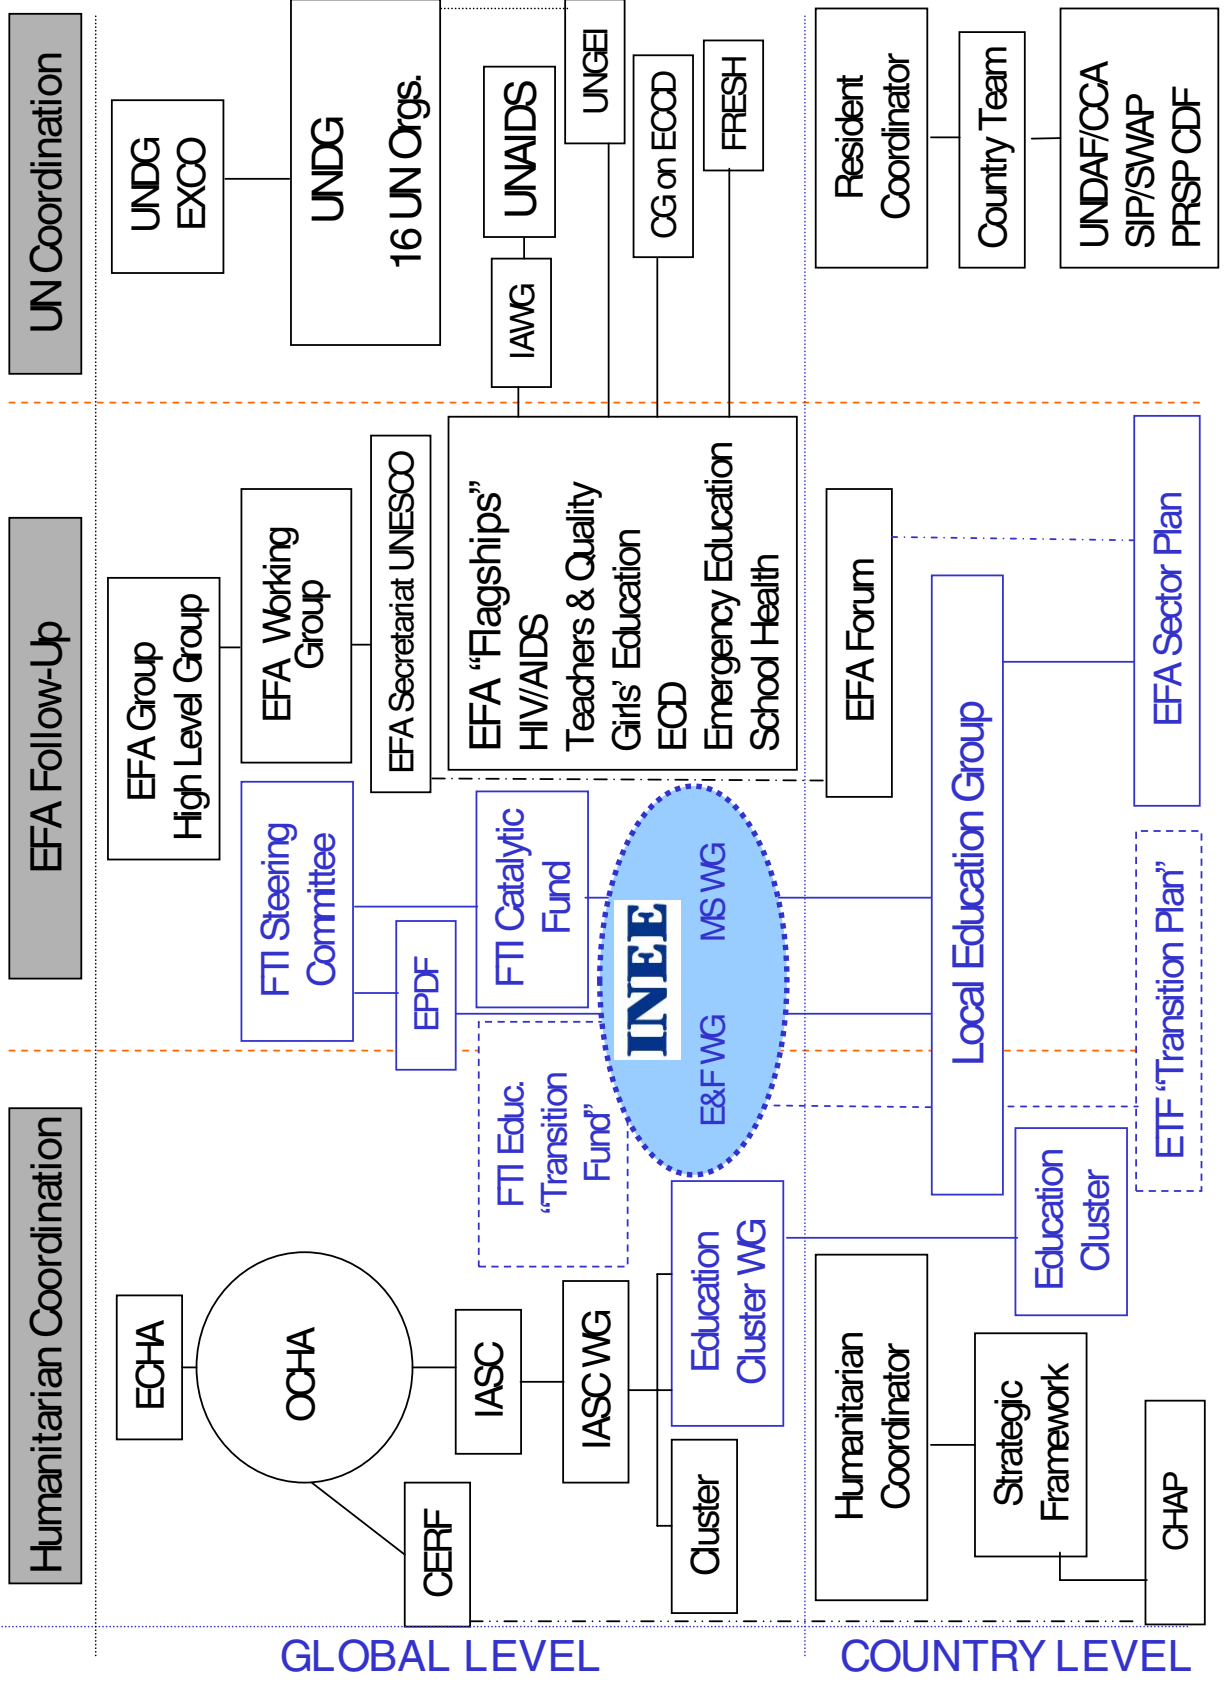 Humanitarian Coordination
EFA Follow-Up
UN Coordination
GLOBAL LEVEL
ECHA
OCHA
CERF
IASC
IASC WG
Cluster
Education
Cluster WG
EFA Group
High Level Group
EFA Working
Group
EFA Secretariat UNESCO
FTI Steering
Committee
EPDF
FTI Catalytic
Fund
FTI Educ.
“Transition
Fund”
INEE
E&F WG
MS WG
EFA “Flagships”
HIV/AIDS
Teachers & Quality
Girls’ Education
ECD
Emergency Education
School Health
UNDG
EXCO
UNDG
16 UN Orgs.
IAWG
UNAIDS
UNGEI
CG on ECCD
FRESH
COUNTRY LEVEL
Humanitarian
Coordinator
Strategic
Framework
CHAP
Education
Cluster
EFA Forum
Local Education Group
ETF “Transition Plan”
EFA Sector Plan
Resident
Coordinator
Country Team
UNDAF/CCA
SIP/SWAP
PRSP CDF